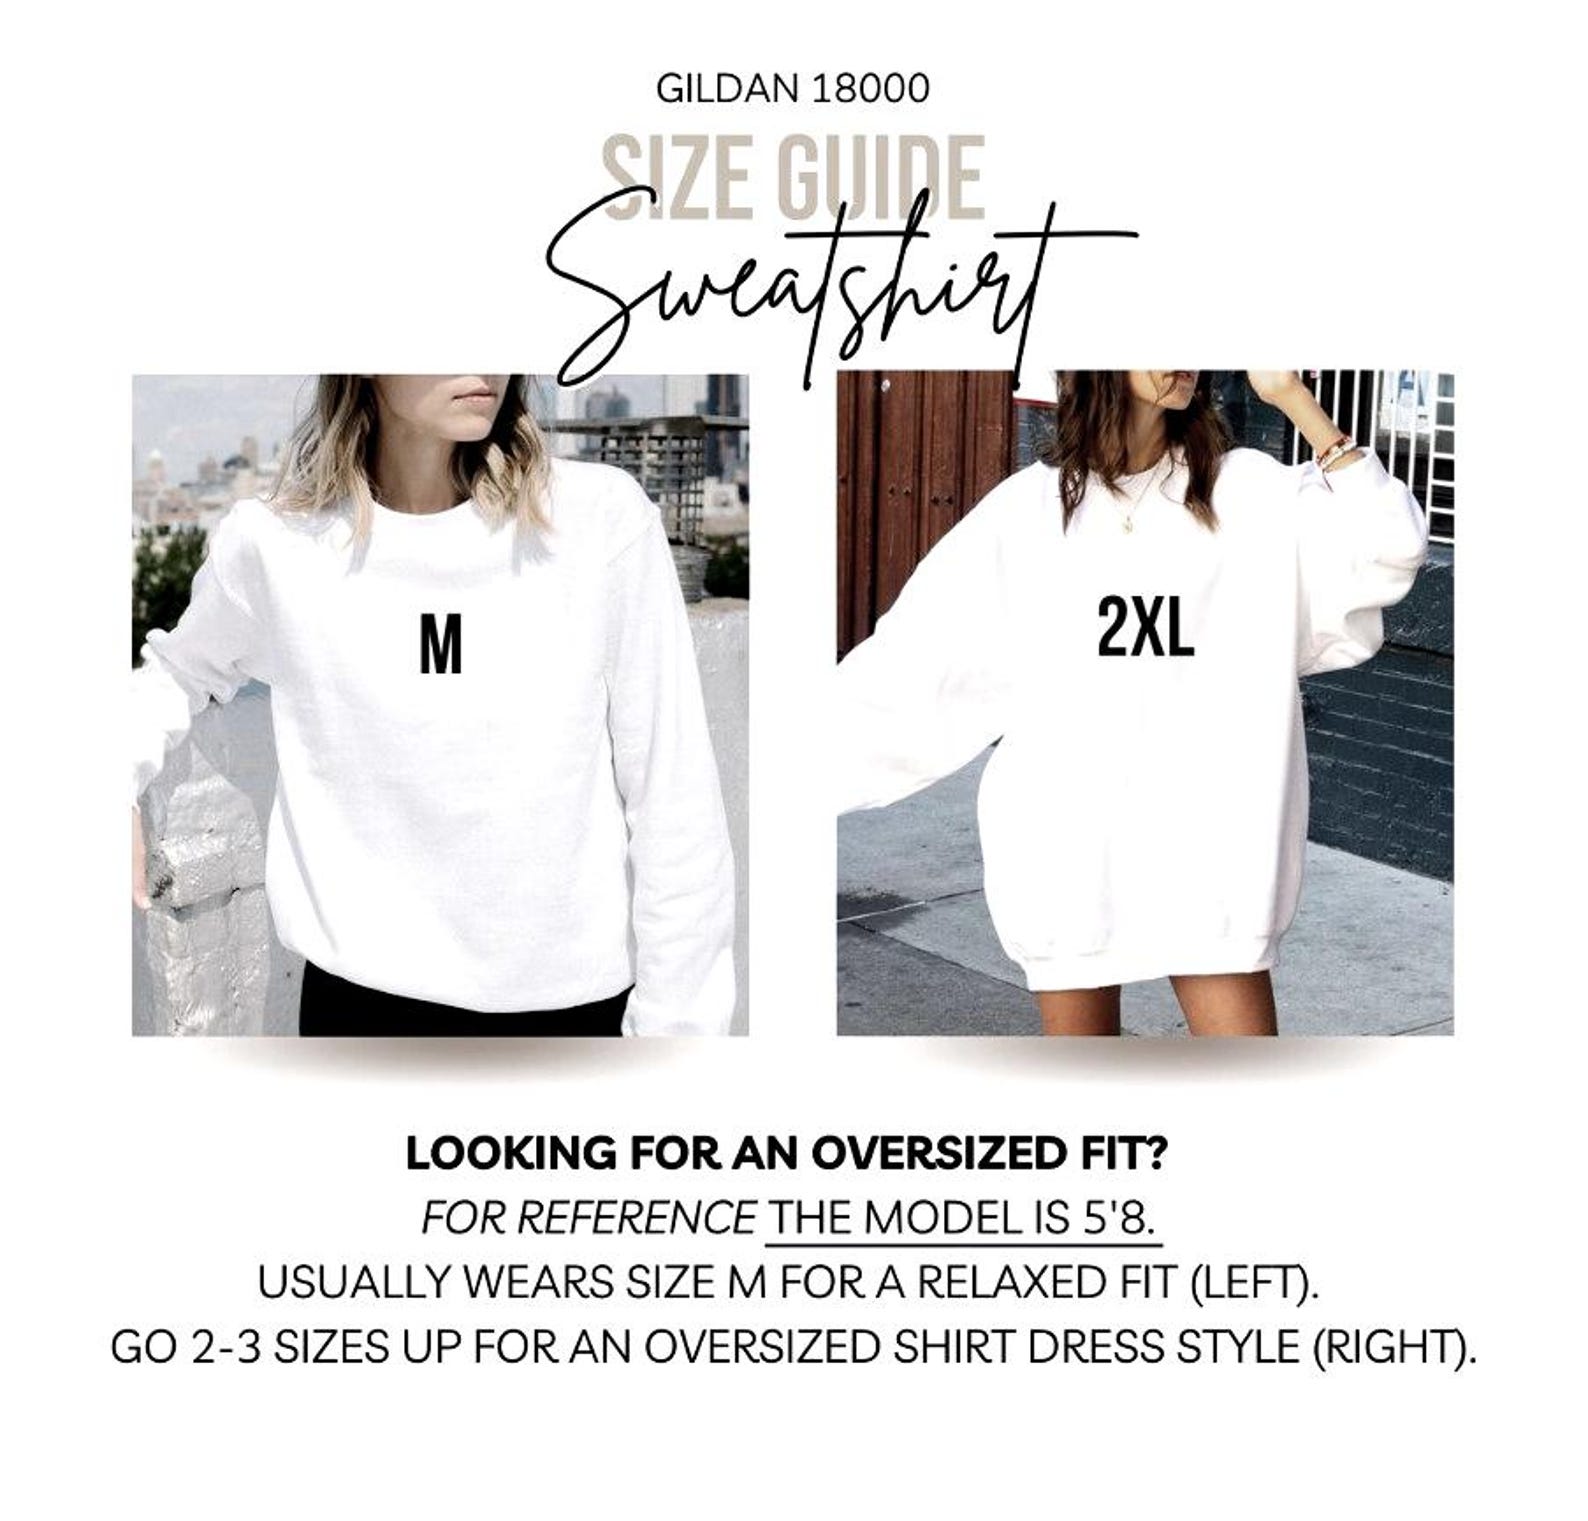 GILDAN 18000
SIZE GUIDE
Sweatshirt
M
2XL
LOOKING FOR AN OVERSIZED FIT?
FOR REFERENCE THE MODEL IS 5'8.
USUALLY WEARS SIZE M FOR A RELAXED FIT (LEFT).
GO 2-3 SIZES UP FOR AN OVERSIZED SHIRT DRESS STYLE (RIGHT).